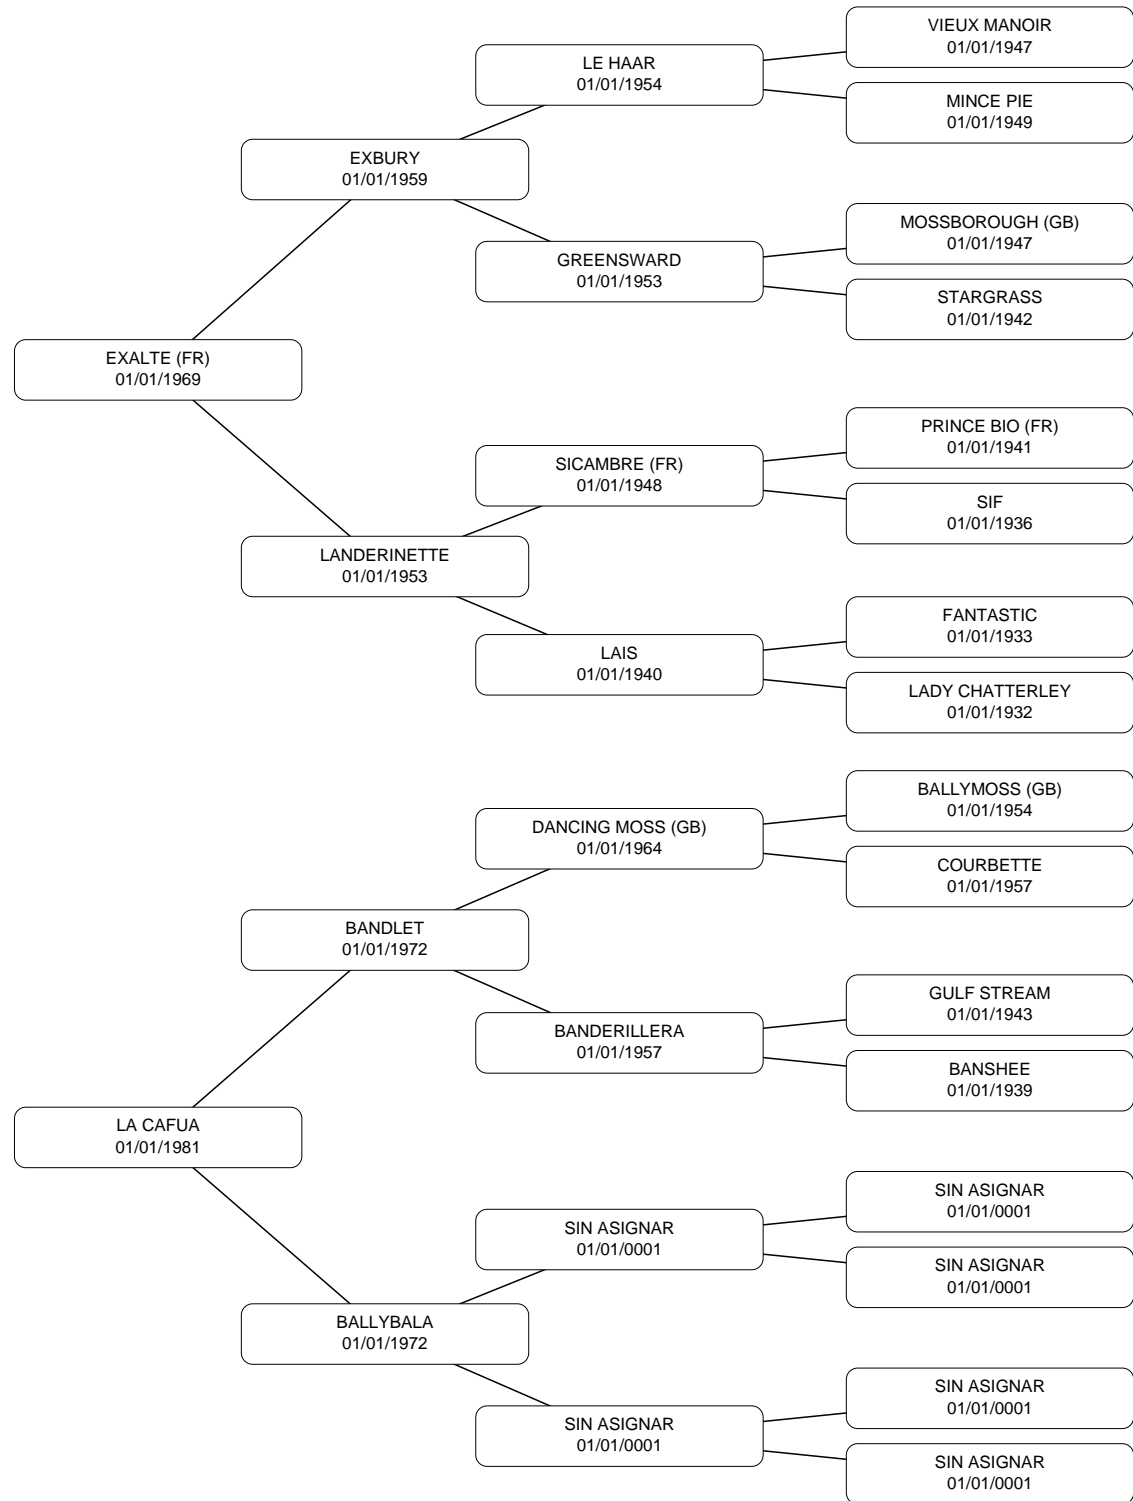 VIEUX MANOIR
01/01/1947
LE HAAR
01/01/1954
MINCE PIE
01/01/1949
EXBURY
01/01/1959
MOSSBOROUGH (GB)
01/01/1947
GREENSWARD
01/01/1953
STARGRASS
01/01/1942
EXALTE (FR)
01/01/1969
PRINCE BIO (FR)
01/01/1941
SICAMBRE (FR)
01/01/1948
SIF
01/01/1936
LANDERINETTE
01/01/1953
FANTASTIC
01/01/1933
LAIS
01/01/1940
LADY CHATTERLEY
01/01/1932
BALLYMOSS (GB)
01/01/1954
DANCING MOSS (GB)
01/01/1964
COURBETTE
01/01/1957
BANDLET
01/01/1972
GULF STREAM
01/01/1943
BANDERILLERA
01/01/1957
BANSHEE
01/01/1939
LA CAFUA
01/01/1981
SIN ASIGNAR
01/01/0001
SIN ASIGNAR
01/01/0001
SIN ASIGNAR
01/01/0001
BALLYBALA
01/01/1972
SIN ASIGNAR
01/01/0001
SIN ASIGNAR
01/01/0001
SIN ASIGNAR
01/01/0001